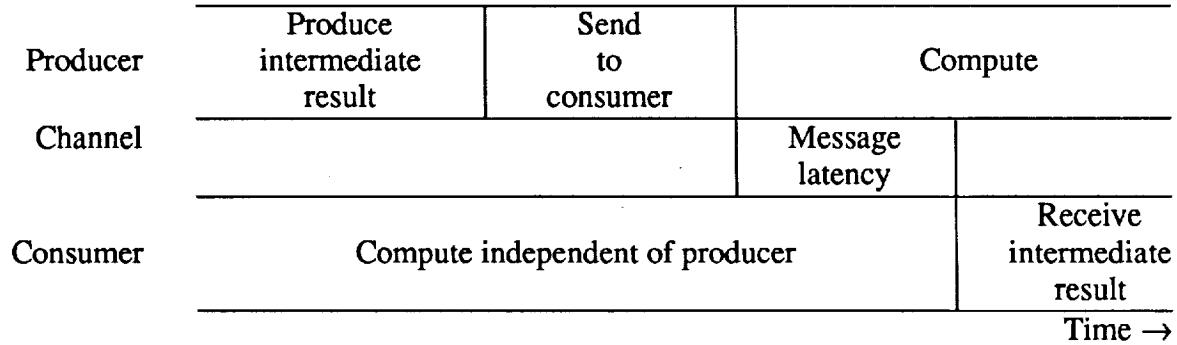 Producer
Produce
intermediate
result
Send
to
consumer
Compute
Channel
Message
latency
Consumer
Compute independent of producer
Receive
intermediate
result
Time →